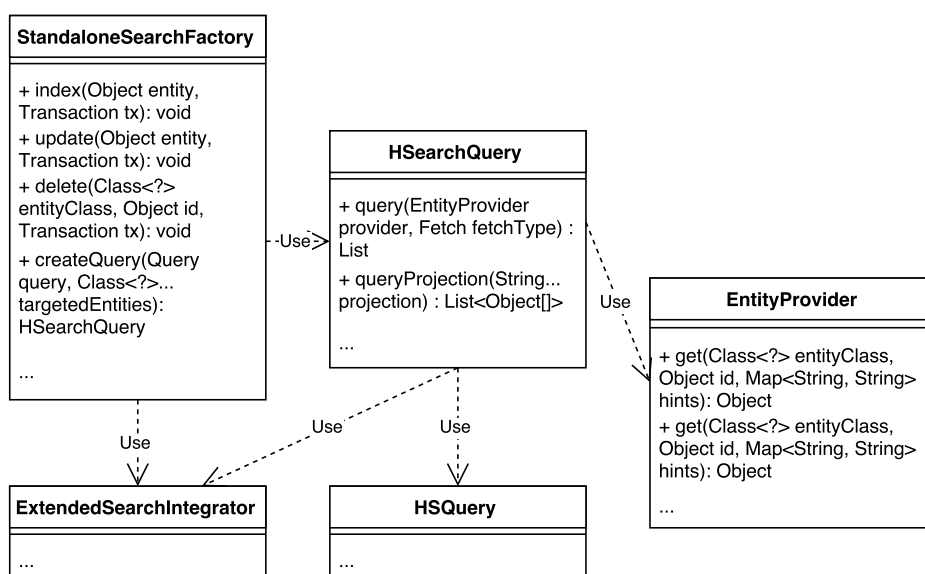 StandaloneSearchFactory
+ index(Object entity,
Transaction tx): void
+ update(Object entity,
Transaction tx): void
+ delete(Class<?>
entityClass, Object id,
Transaction tx): void
+ createQuery(Query
query, Class<?>...
targetedEntities):
HSearchQuery
...
Use
HSearchQuery
+ query(EntityProvider
provider, Fetch fetchType) :
List
+ queryProjection(String...
projection) : List<Object[]>
...
Use
EntityProvider
+ get(Class<?> entityClass,
Object id, Map<String, String>
hints): Object
+ get(Class<?> entityClass,
Object id, Map<String, String>
hints): Object
...
Use
Use
Use
ExtendedSearchIntegrator
...
HSQuery
...